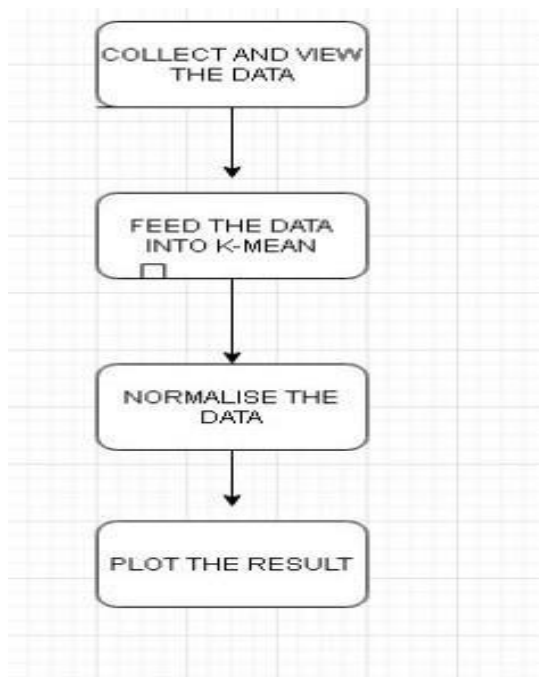 COLLECT AND VIEW
THE DATA
FEED THE DATA
INTO K-MEAN
NORMALISE THE
DATA
PLOT THE RESULT